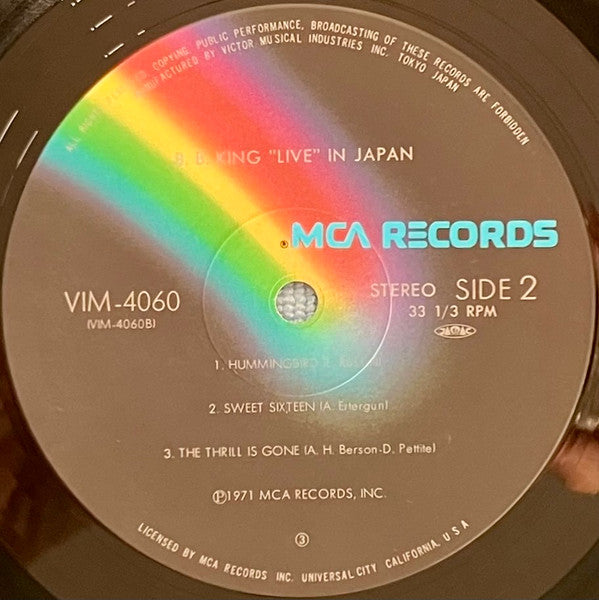 ALL RIGHTS COPYING PUBLIC PERFORMANCE, BROADCASTING OF THESE RECORDS ARE FORBIDDEN
MANUFACTURED BY VICTOR MUSICAL INDUSTRIES INC. TOKYO JAPAN
B. B. KING "LIVE" IN JAPAN
®MCA RECORDS
VIM-4060
(VIM-4060B)
STEREO SIDE 2
33 1/3 RPM
JASRAC
1. HUMMINGBIRD
2. SWEET SIXTEEN (A. Ertergun)
3. THE THRILL IS GONE (A. H. Berson-D. Pettite)
Ⓟ1971 MCA RECORDS, INC.
③
LICENSED BY MCA RECORDS INC. UNIVERSAL CITY CALIFORNIA, U S A